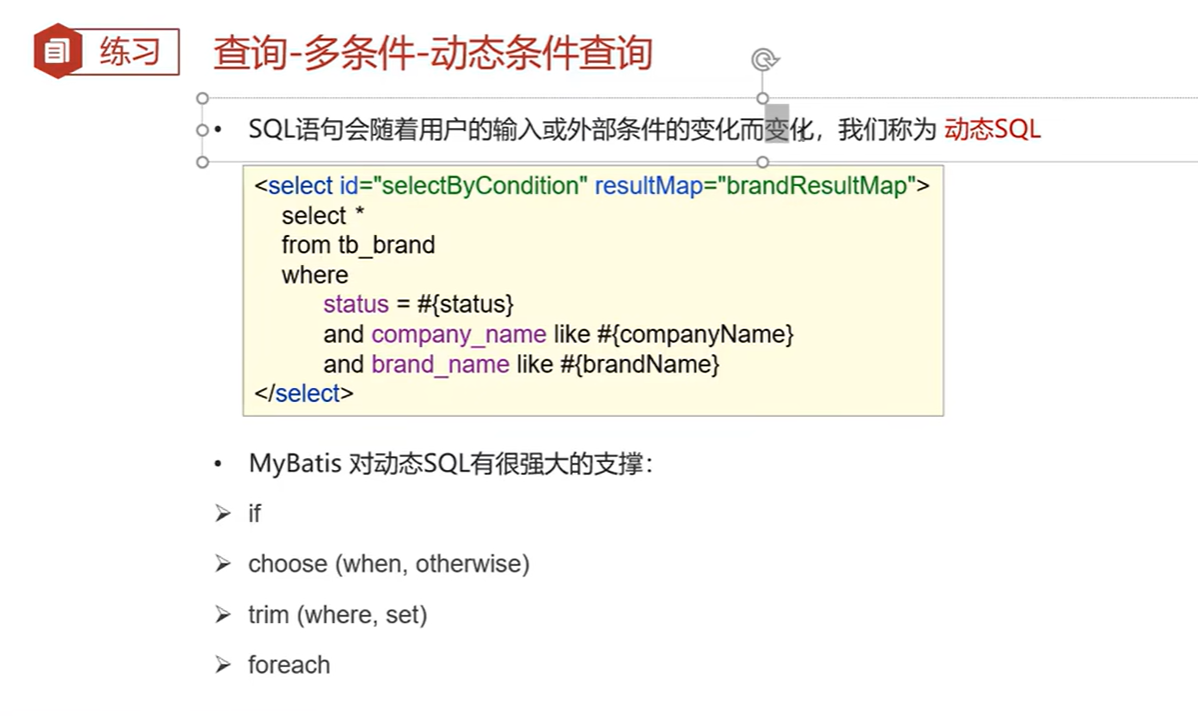 练习
查询-多条件-动态条件查询
• SQL语句会随着用户的输入或外部条件的变化而变化，我们称为 动态SQL
<select id="selectByCondition" resultMap="brandResultMap">
select *
from tb_brand
where
status = #{status}
and company_name like #{companyName}
and brand_name like #{brandName}
</select>
• MyBatis 对动态SQL有很强大的支撑：
➢ if
➢ choose (when, otherwise)
➢ trim (where, set)
➢ foreach